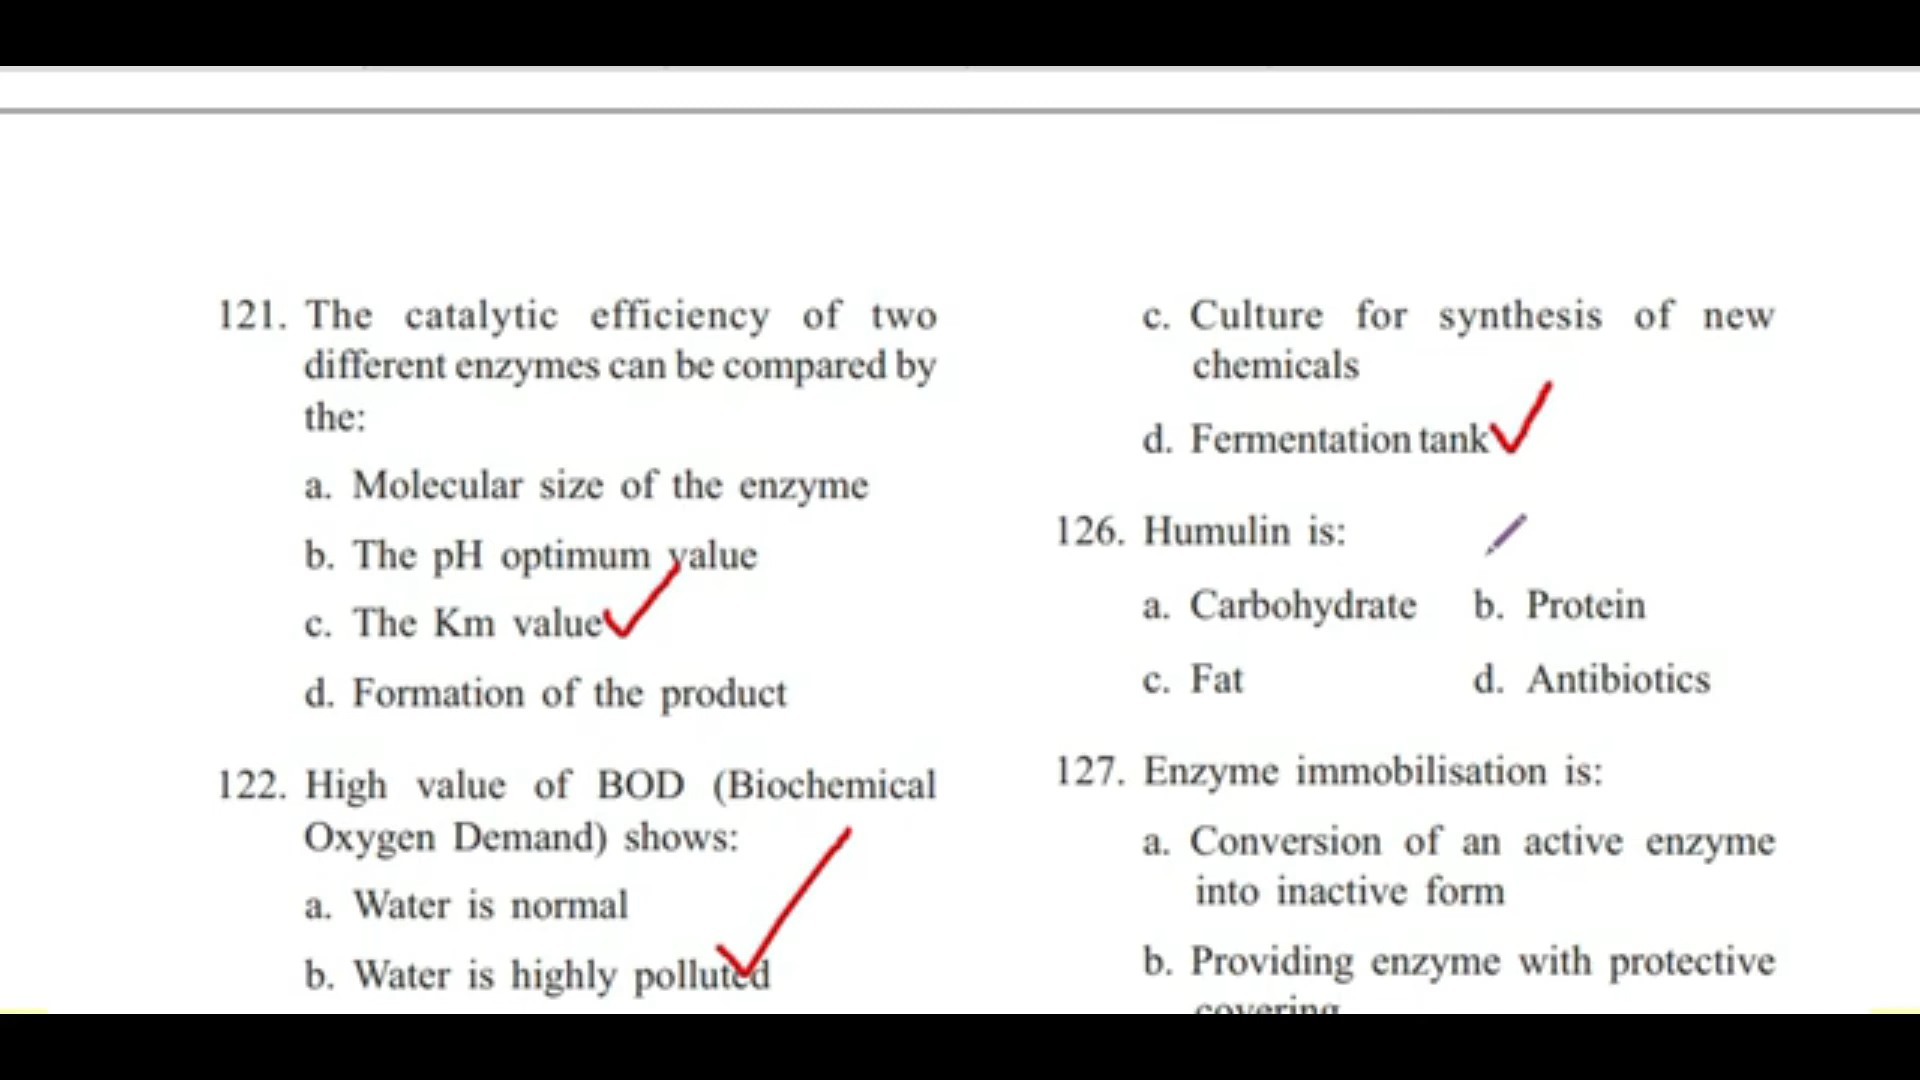 121. The catalytic efficiency of two
different enzymes can be compared by
the:
a. Molecular size of the enzyme
b. The pH optimum value
c. The Km value
d. Formation of the product
122. High value of BOD (Biochemical
Oxygen Demand) shows:
a. Water is normal
b. Water is highly polluted
c. Culture for synthesis of new
chemicals
d. Fermentation tank
126. Humulin is:
a. Carbohydrate b. Protein
c. Fat d. Antibiotics
127. Enzyme immobilisation is:
a. Conversion of an active enzyme
into inactive form
b. Providing enzyme with protective
covering